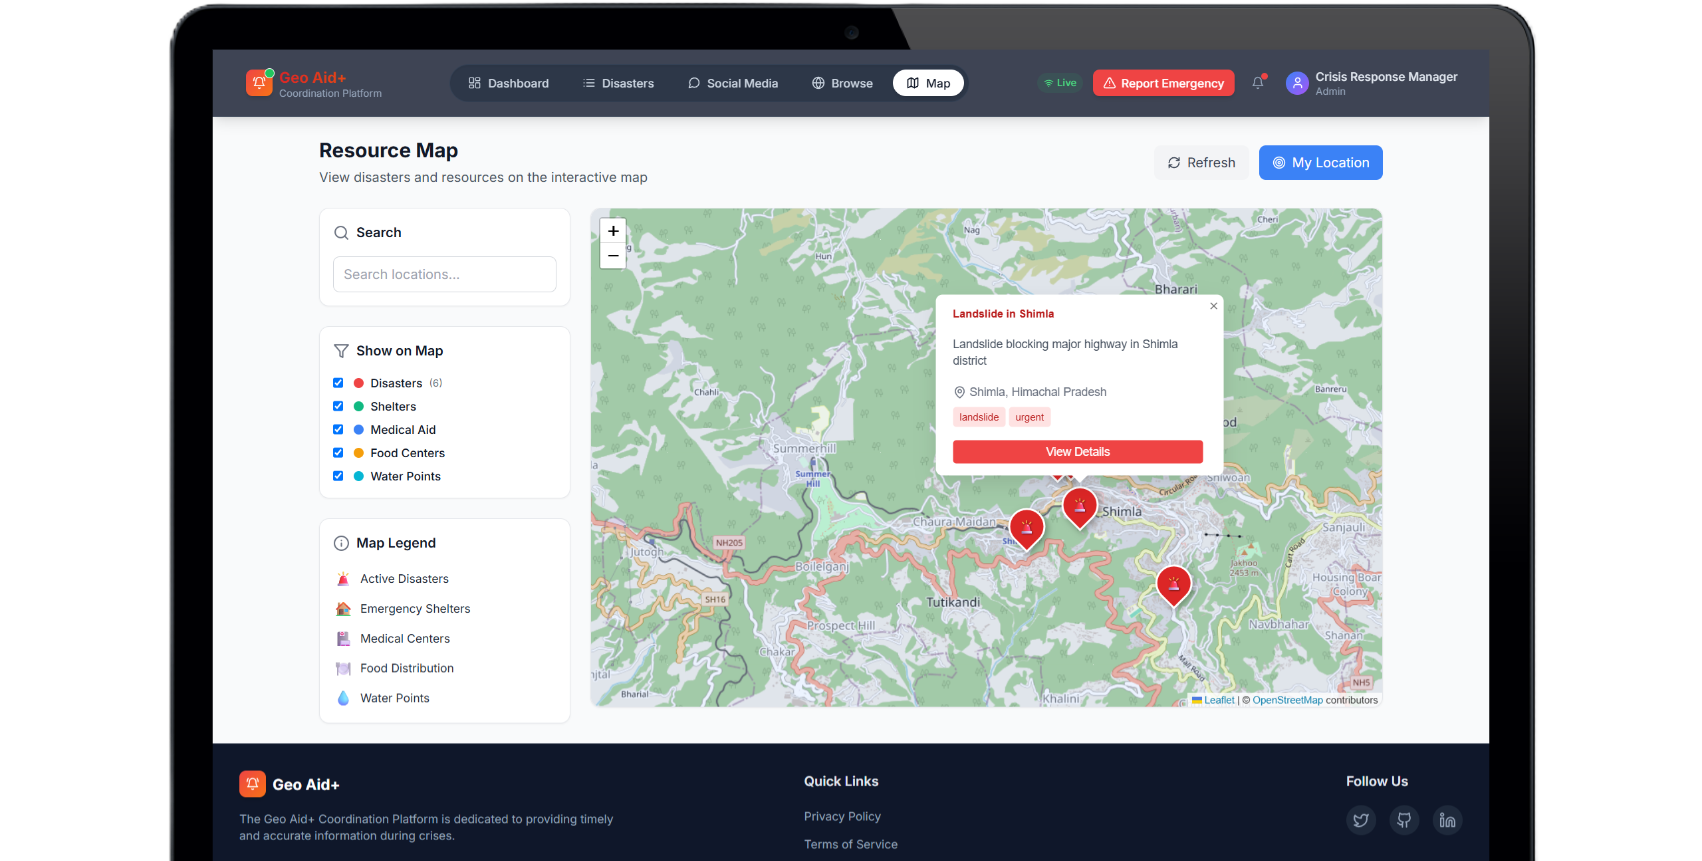 Geo Aid+
Coordination Platform
Dashboard
Disasters
Social Media
Browse
Map
Live
Report Emergency
Crisis Response Manager
Admin
Resource Map
View disasters and resources on the interactive map
Refresh
My Location
Search
Search locations...
Show on Map
Disasters (6)
Shelters
Medical Aid
Food Centers
Water Points
Map Legend
Active Disasters
Emergency Shelters
Medical Centers
Food Distribution
Water Points
+
−
Cheri
Nag
Hun
Bharari
Landslide in Shimla
×
Landslide blocking major highway in Shimla
district
Shimla, Himachal Pradesh
landslide
urgent
View Details
Chahli
Banreru
Summerhill
Summer
Hill
Circular Ro
Shiwoan
Chaura Maidan
Shimla
Sanjauli
NH205
Jutogh
Boileiganj
Jakhoo
2453 m
Cart Road
Housing Boar
Colony
SH16
Tutikandi
Prospect Hill
Navbhahar
Shanan
Chakar
Mall Road
NH5
Bharial
Khalini
Leaflet | © OpenStreetMap contributors
Geo Aid+
The Geo Aid+ Coordination Platform is dedicated to providing timely
and accurate information during crises.
Quick Links
Privacy Policy
Terms of Service
Follow Us